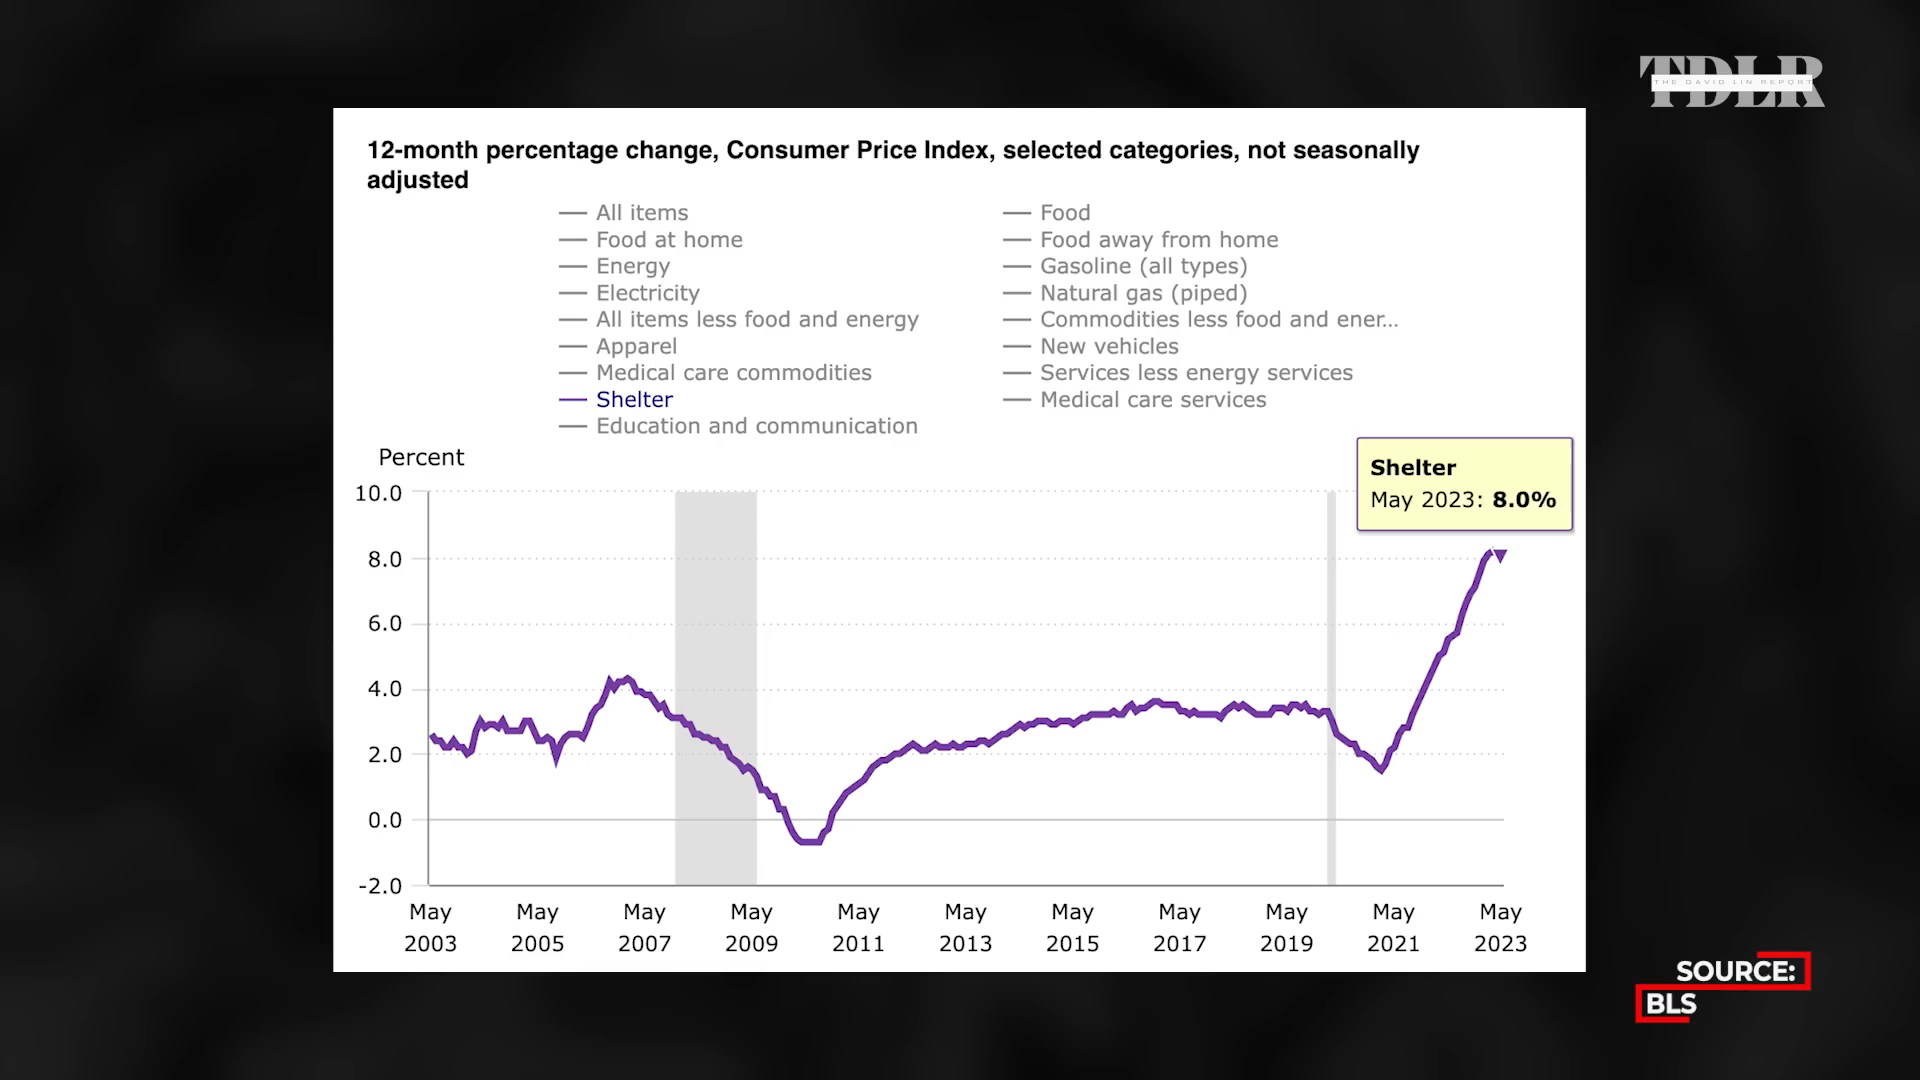 TDLR
THE DAVID LIN REPORT
12-month percentage change, Consumer Price Index, selected categories, not seasonally
adjusted
All items
Food
Food at home
Food away from home
Energy
Gasoline (all types)
Electricity
Natural gas (piped)
All items less food and energy
Commodities less food and ener...
Apparel
New vehicles
Medical care commodities
Services less energy services
Shelter
Medical care services
Education and communication
Percent
Shelter
May 2023: 8.0%
10.0
8.0
6.0
4.0
2.0
0.0
-2.0
May May May May May May May May May May May
2003 2005 2007 2009 2011 2013 2015 2017 2019 2021 2023
SOURCE:
BLS